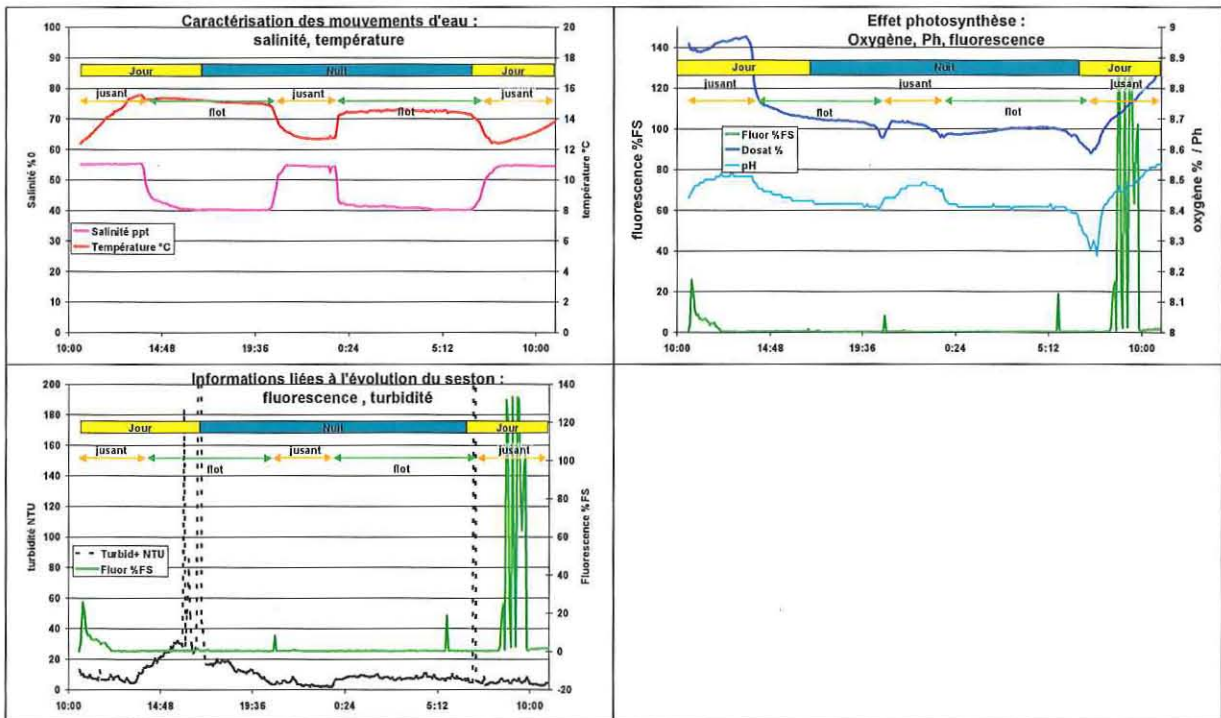 Caractérisation des mouvements d'eau :
salinité, température
100
90
80
70
60
50
40
30
20
10
0
Salinité %0
20
18
16
14
12
10
8
6
4
2
0
température °C
Jour
Nuit
Jour
jusant
flot
jusant
flot
jusant
Salinité ppt
Température °C
10:00
14:48
19:36
0:24
5:12
10:00
Effet photosynthèse :
Oxygène, Ph, fluorescence
140
120
100
80
60
40
20
0
fluorescence %FS
9
8.9
8.8
8.7
8.6
8.5
8.4
8.3
8.2
8.1
8
oxygène % / Ph
Jour
Nuit
Jour
jusant
flot
jusant
flot
jusant
Fluor %FS
Dosat %
pH
10:00
14:48
19:36
0:24
5:12
10:00
Informations liées à l'évolution du seston :
fluorescence , turbidité
200
180
160
140
120
100
80
60
40
20
0
turbidité NTU
140
120
100
80
60
40
20
0
-20
Fluorescence %FS
Jour
Nuit
Jour
jusant
flot
jusant
flot
jusant
Turbid+ NTU
Fluor %FS
10:00
14:48
19:36
0:24
5:12
10:00